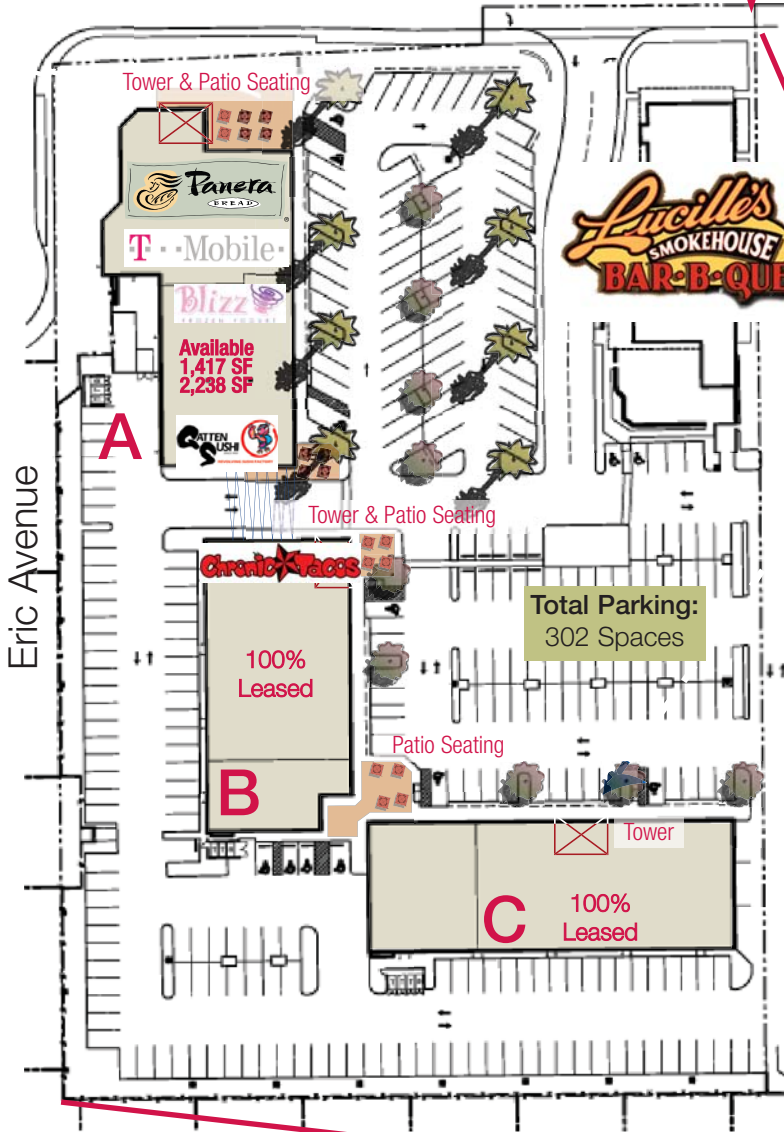 Tower & Patio Seating
Panera
BREAD
T··Mobile·
Blizz
FROZEN YOGURT
Available
1,417 SF
2,238 SF
GATTEN
SUSHI
A
Eric Avenue
Lucille's
SMOKEHOUSE
BAR·B·QUE
Tower & Patio Seating
Chronic Tacos
Total Parking:
302 Spaces
100%
Leased
Patio Seating
B
Tower
C
100%
Leased